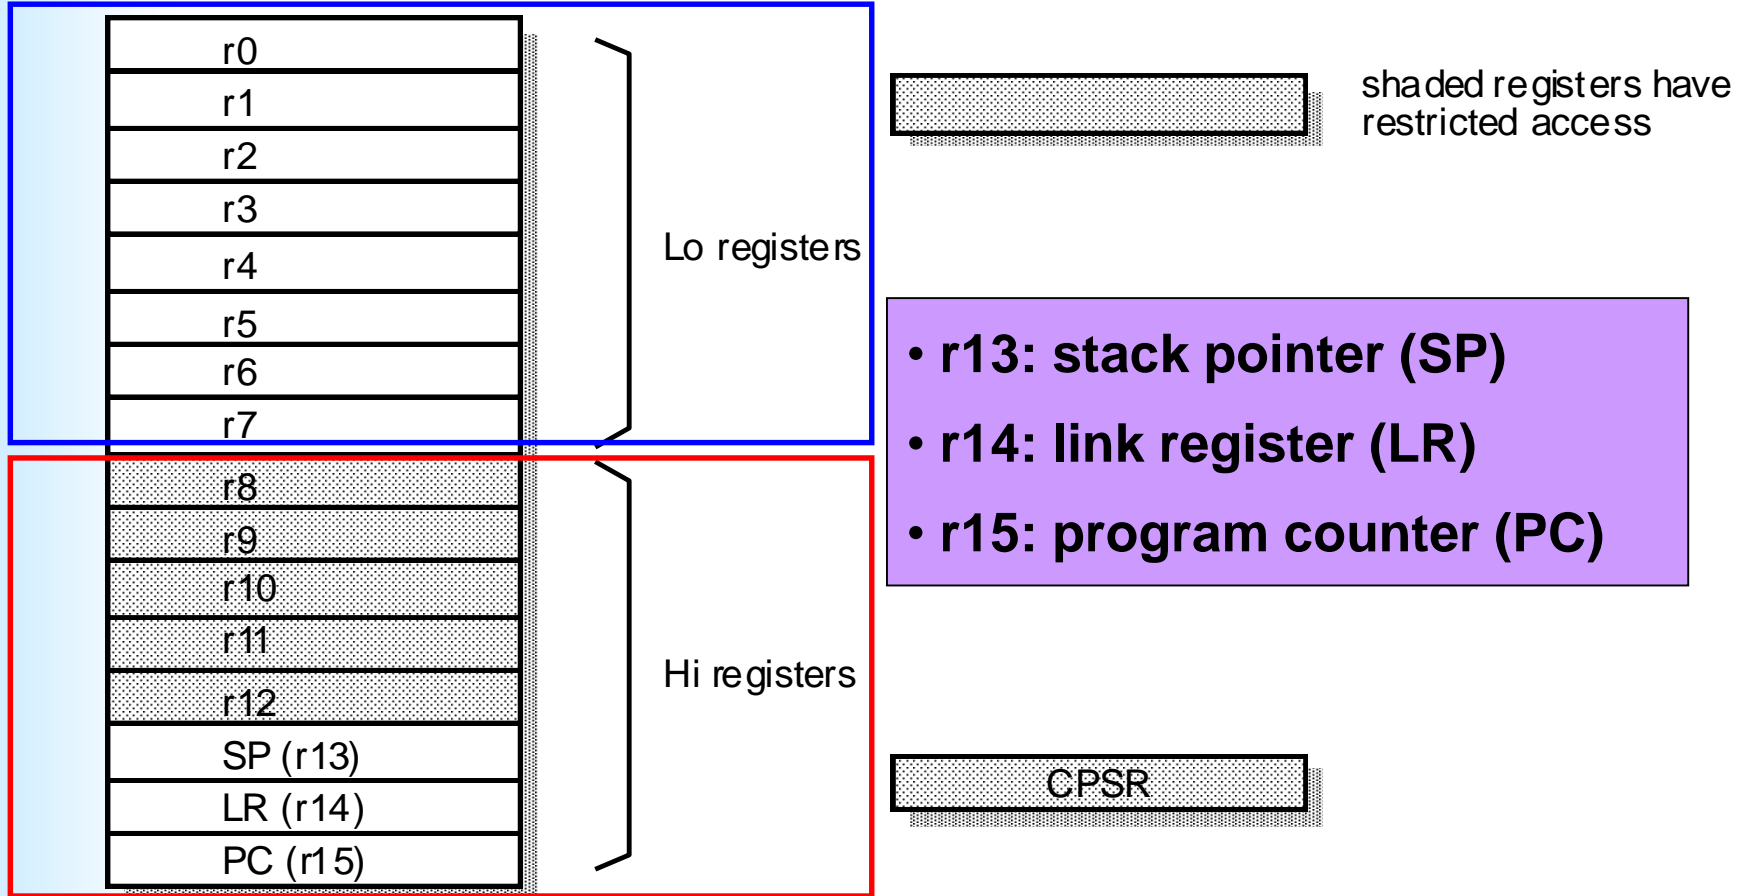 r0
r1
r2
r3
r4
r5
r6
r7
Lo registers
r8
r9
r10
r11
r12
SP (r13)
LR (r14)
PC (r15)
Hi registers
shaded registers have
restricted access
• r13: stack pointer (SP)
• r14: link register (LR)
• r15: program counter (PC)
CPSR